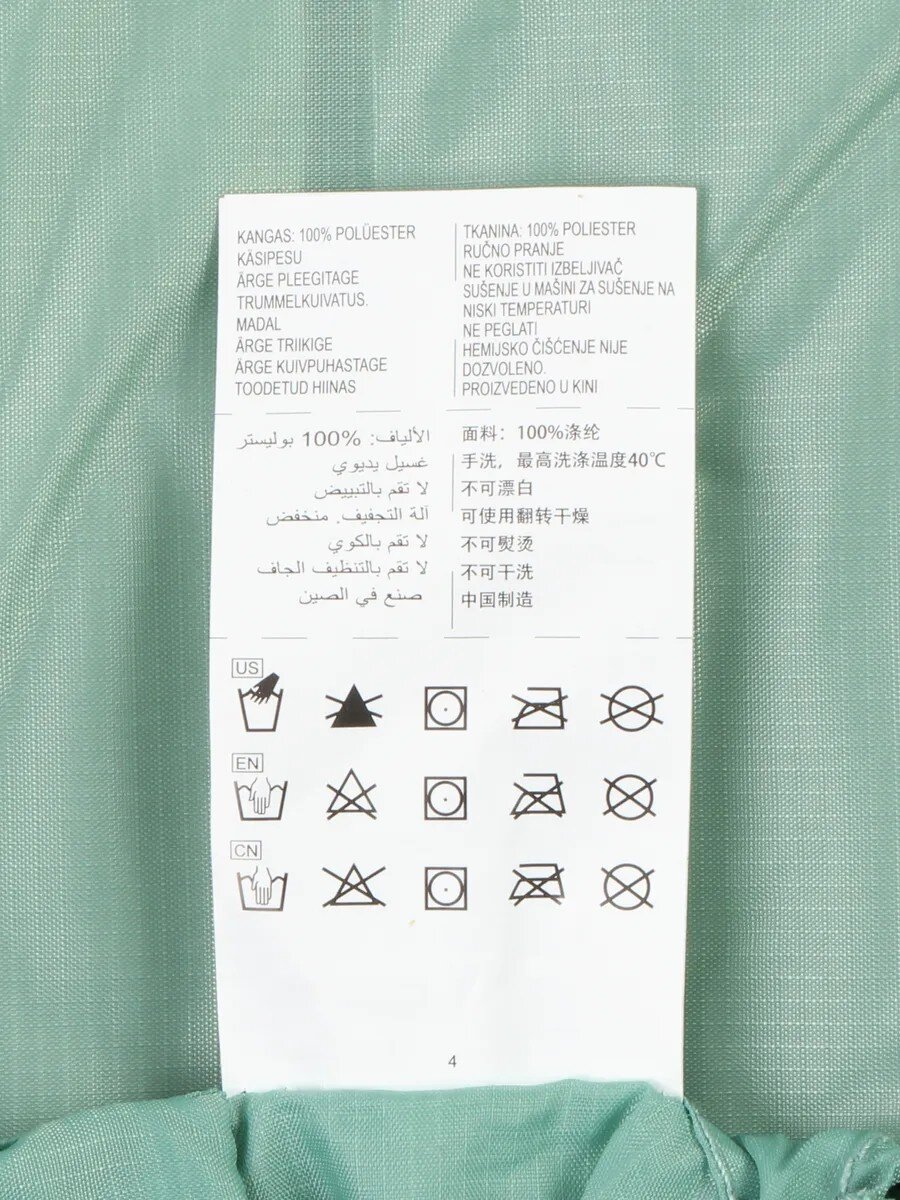 KANGAS: 100% POLÜESTER
KÄSIPESU
ÄRGE PLEEGITAGE
TRUMMELKUIVATUS.
MADAL
ÄRGE TRIIKIGE
ÄRGE KUIVPUHASTAGE
TOODETUD HIINAS
TKANINA: 100% POLIESTER
RUČNO PRANJE
NE KORISTITI IZBELJIVAČ
SUŠENJE U MAŠINI ZA SUŠENJE NA
NISKI TEMPERATURI
NE PEGLATI
HEMIJSKO ČIŠĆENJE NIJE
DOZVOLENO.
PROIZVEDENO U KINI
الألياف: %100 بوليستر
غسيل يديوي
لا تقم بالتبييض
آلة التجفيف. منخفض
لا تقم بالكوي
لا تقم بالتنظيف الجاف
صنع في الصين
面料：100%涤纶
手洗，最高洗涤温度40℃
不可漂白
可使用翻转干燥
不可熨烫
不可干洗
中国制造
US
EN
CN
4